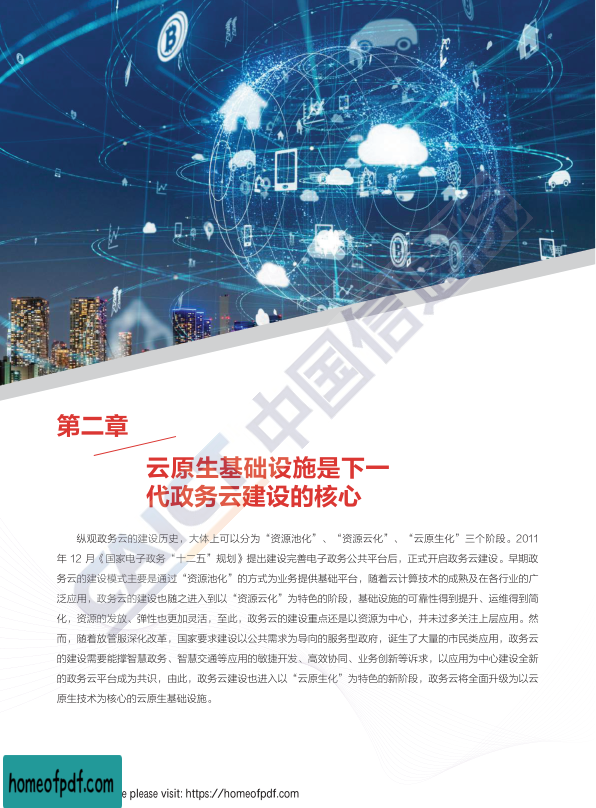 第二章
云原生基础设施是下一
代政务云建设的核心
纵观政务云的建设历史，大体上可以分为“资源池化”、“资源云化”、“云原生化”三个阶段。2011
年 12 月《国家电子政务“十二五”规划》提出建设完善电子政务公共平台后，正式开启政务云建设。早期政
务云的建设模式主要是通过“资源池化”的方式为业务提供基础平台，随着云计算技术的成熟及在各行业的广
泛应用，政务云的建设也随之进入到以“资源云化”为特色的阶段，基础设施的可靠性得到提升、运维得到简
化，资源的发放、弹性也更加灵活，至此，政务云的建设重点还是以资源为中心，并未过多关注上层应用。然
而，随着放管服深化改革，国家要求建设以公共需求为导向的服务型政府，诞生了大量的市民类应用，政务云
的建设需要能撑智慧政务、智慧交通等应用的敏捷开发、高效协同、业务创新等诉求，以应用为中心建设全新
的政务云平台成为共识，由此，政务云建设也进入以“云原生化”为特色的新阶段，政务云将全面升级为以云
原生技术为核心的云原生基础设施。
CAICT 中国信通院
homeofpdf.com
e please visit: https://homeofpdf.com